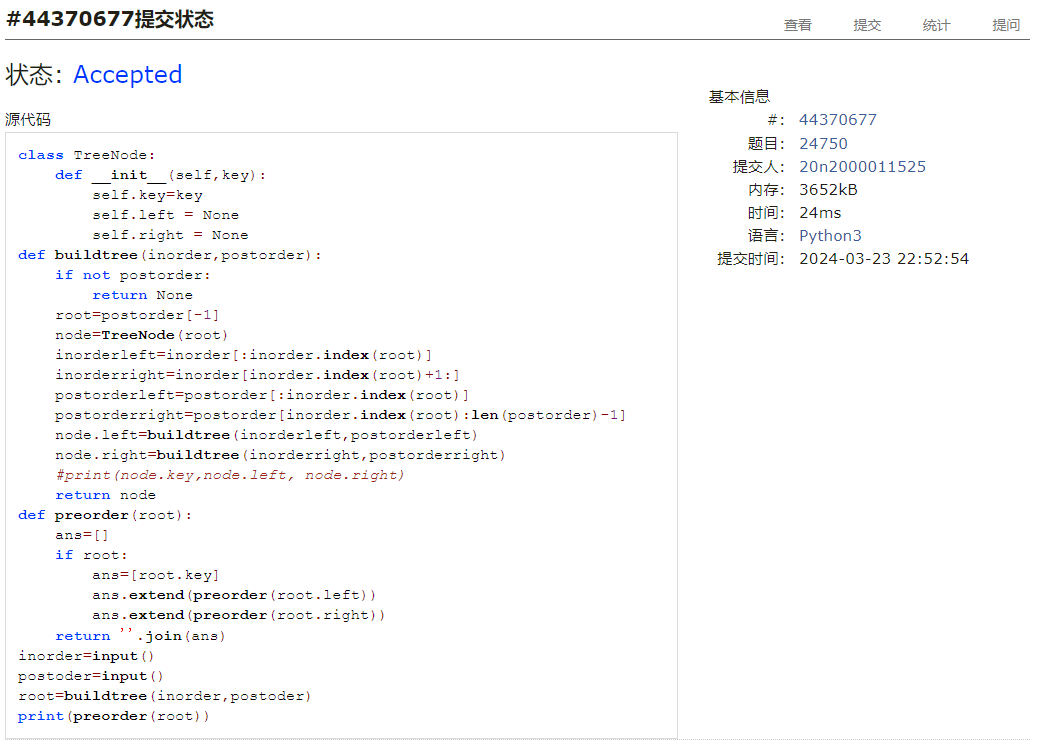 #44370677提交状态
查看 提交 统计 提问
状态: Accepted
源代码
class TreeNode:
    def __init__(self,key):
        self.key=key
        self.left = None
        self.right = None
def buildtree(inorder,postorder):
    if not postorder:
        return None
    root=postorder[-1]
    node=TreeNode(root)
    inorderleft=inorder[:inorder.index(root)]
    inorderright=inorder[inorder.index(root)+1:]
    postorderleft=postorder[:inorder.index(root)]
    postorderright=postorder[inorder.index(root):len(postorder)-1]
    node.left=buildtree(inorderleft,postorderleft)
    node.right=buildtree(inorderright,postorderright)
    #print(node.key,node.left, node.right)
    return node
def preorder(root):
    ans=[]
    if root:
        ans=[root.key]
        ans.extend(preorder(root.left))
        ans.extend(preorder(root.right))
    return ''.join(ans)
inorder=input()
postoder=input()
root=buildtree(inorder,postoder)
print(preorder(root))
基本信息
#: 44370677
题目: 24750
提交人: 20n2000011525
内存: 3652kB
时间: 24ms
语言: Python3
提交时间: 2024-03-23 22:52:54